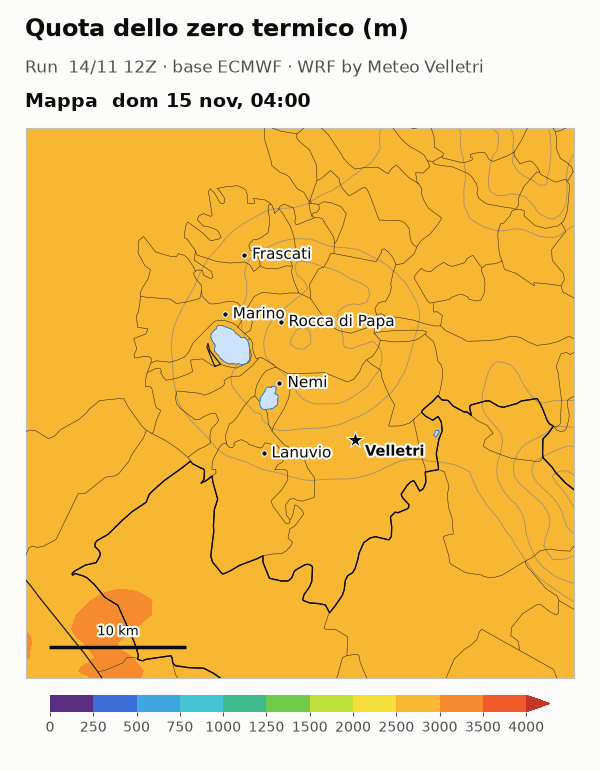 Quota dello zero termico (m)
Run  14/11 12Z · base ECMWF · WRF by Meteo Velletri
Mappa  dom 15 nov, 04:00
Frascati
Marino
Rocca di Papa
Nemi
Velletri
Lanuvio
10 km
0 250 500 750 1000 1250 1500 2000 2500 3000 3500 4000